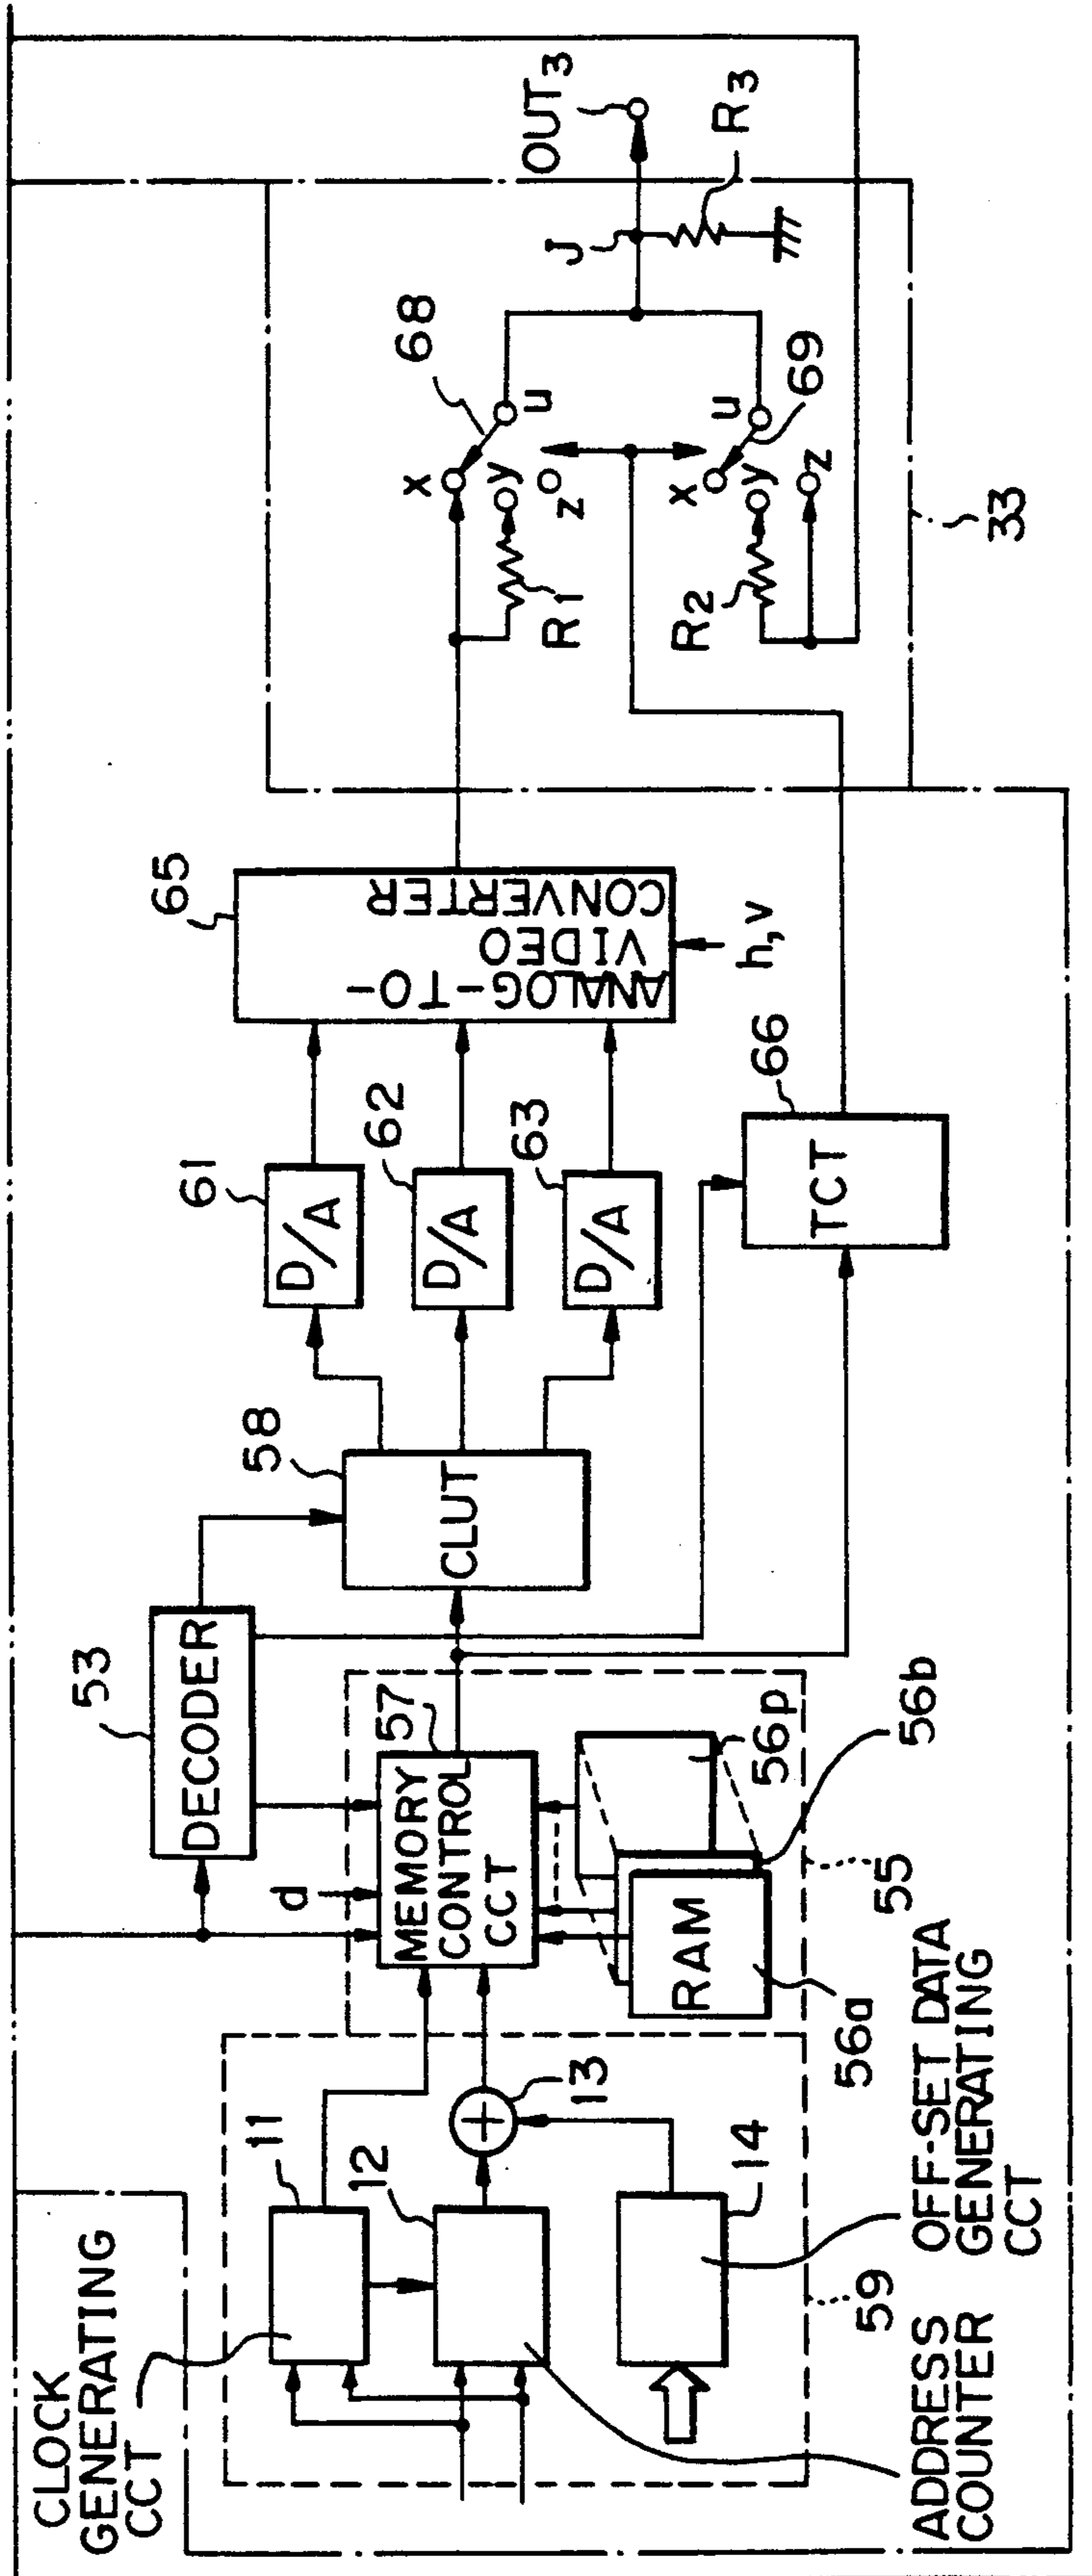 CLOCK
GENERATING
CCT
11
12
13
14
59
ADDRESS
COUNTER
OFF-SET DATA
GENERATING
CCT
53
DECODER
d
57
MEMORY
CONTROL
CCT
RAM
56a
56b
56p
55
58
CLUT
61
D/A
62
D/A
63
D/A
65
ANALOG-TO-
VIDEO
CONVERTER
h,v
66
TCT
68
x
y
z
u
R1
69
x
y
z
u
R2
J
OUT3
R3
33